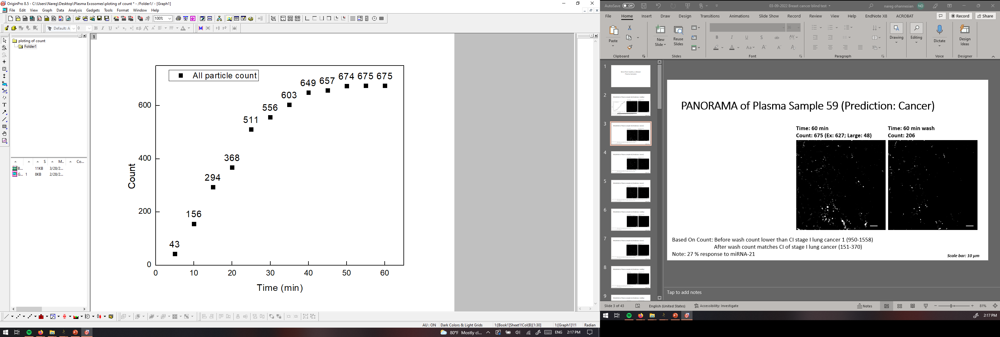 OriginPro 8.5 - C:\Users\Nareg\Desktop\Plasma Exosomes\ploting of count * - /Folder1/ - [Graph1]
File Edit View Graph Data Analysis Gadgets Tools Format Window Help
100%
Default: A 0 B I U
ploting of count
Folder1
S M.. Co...
B... 11KB 3/28/2...
G... 1 8KB 2/28/2...
1
All particle count
43
156
294
368
511
556
603
649
657
674
675
675
Count
600
400
200
0
0 10 20 30 40 50 60
Time (min)
AU : ON Dark Colors & Light Grids 1:[Book1]Sheet1!Col(B)[1:30] 1:[Graph1]1!1 Radian
80°F Mostly cl... ENG 2:17 PM
AutoSave Off 03-09-2022 Breast cancer blind test nareg ohannesian NO
File Home Insert Draw Design Transitions Animations Slide Show Record Review View Help EndNote X8 ACROBAT Record Share
Paste New Slide Reuse Slides 36 B I U S ab AV Aa A Drawing Editing Dictate Design Ideas
Clipboard Slides Font Paragraph Voice Designer
1
2
3
4
5
6
7
8
9
PANORAMA of Plasma Sample 59 (Prediction: Cancer)
Time: 60 min
Count: 675 (Ex: 627; Large: 48)
Time: 60 min wash
Count: 206
Based On Count: Before wash count lower than CI stage I lung cancer 1 (950-1558)
After wash count matches CI of stage I lung cancer (151-370)
Note: 27 % response to miRNA-21
Scale bar: 10 µm
Tap to add notes
Slide 3 of 43 English (United States) Accessibility: Investigate Notes 81%
2:17 PM